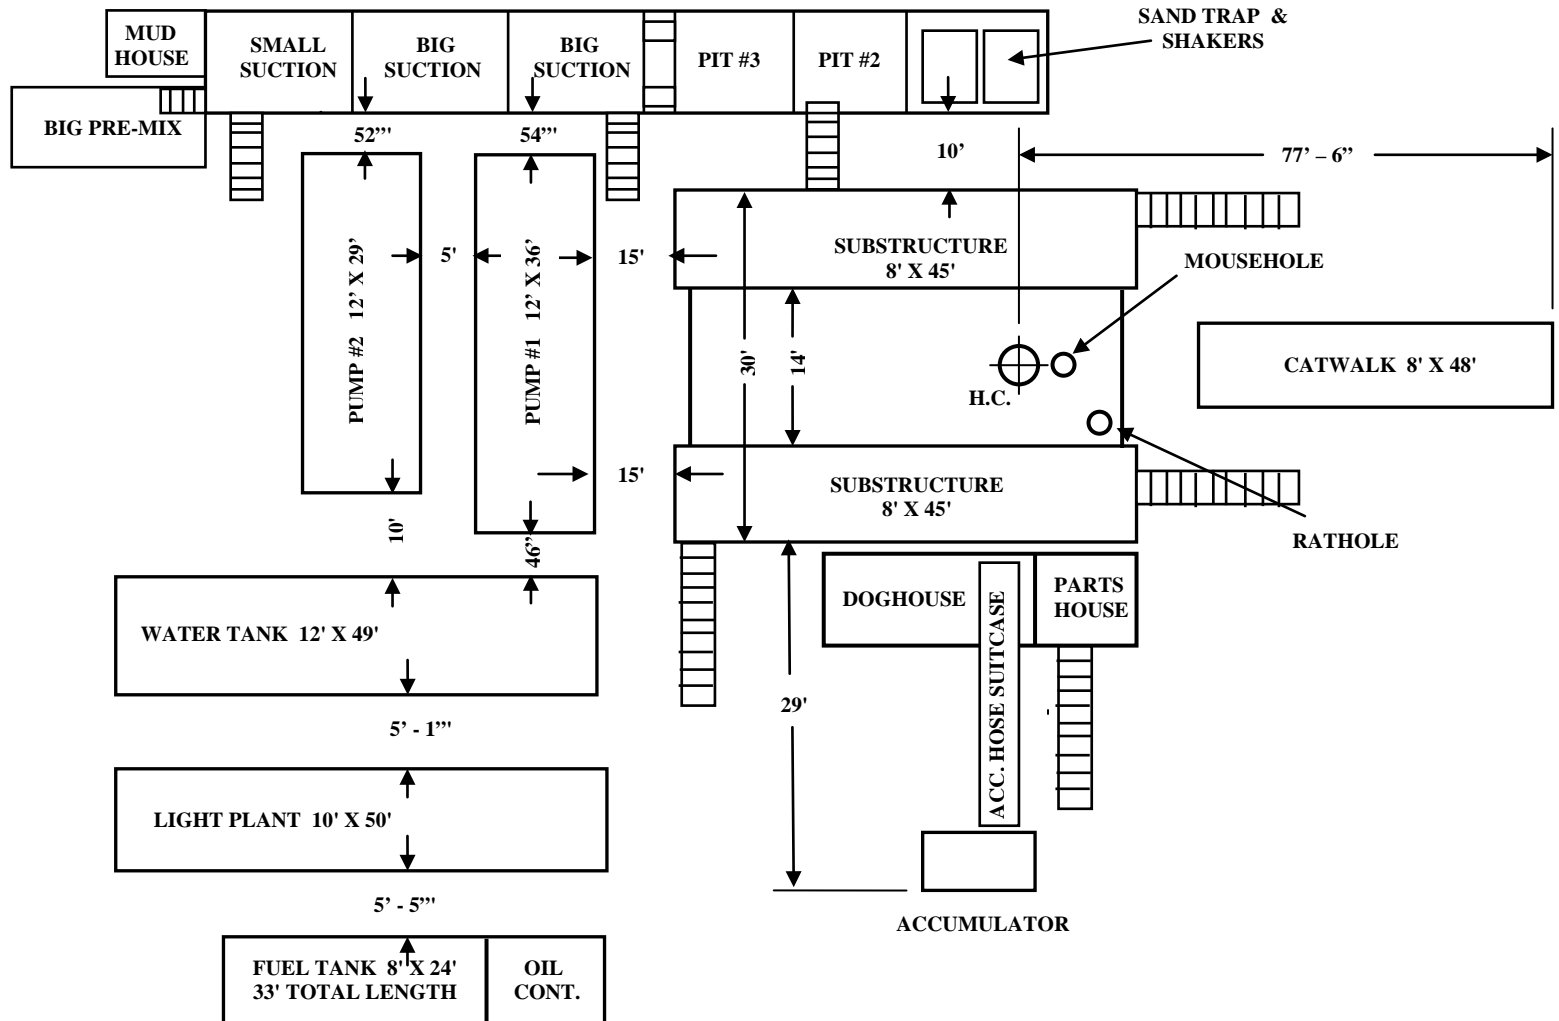 SAND TRAP &
SHAKERS
MUD
HOUSE
SMALL
SUCTION
BIG
SUCTION
BIG
SUCTION
PIT #3
PIT #2
BIG PRE-MIX
52”'
54”'
10’
77’ – 6”
PUMP #2 12’ X 29’
5'
PUMP #1 12’ X 36’
15'
SUBSTRUCTURE
8' X 45'
MOUSEHOLE
30'
14'
H.C.
CATWALK 8' X 48'
15'
SUBSTRUCTURE
8' X 45'
RATHOLE
10'
46”
WATER TANK 12' X 49'
DOGHOUSE
ACC. HOSE SUITCASE
PARTS
HOUSE
29'
5’ - 1”'
LIGHT PLANT 10' X 50'
5’ - 5”'
ACCUMULATOR
FUEL TANK 8' X 24'
33' TOTAL LENGTH
OIL
CONT.